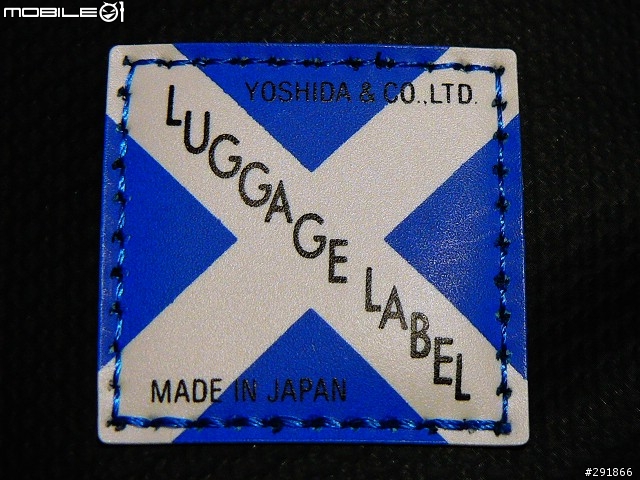 MOBILE01
YOSHIDA & CO.,LTD.
LUGGAGE LABEL
MADE IN JAPAN
#291866